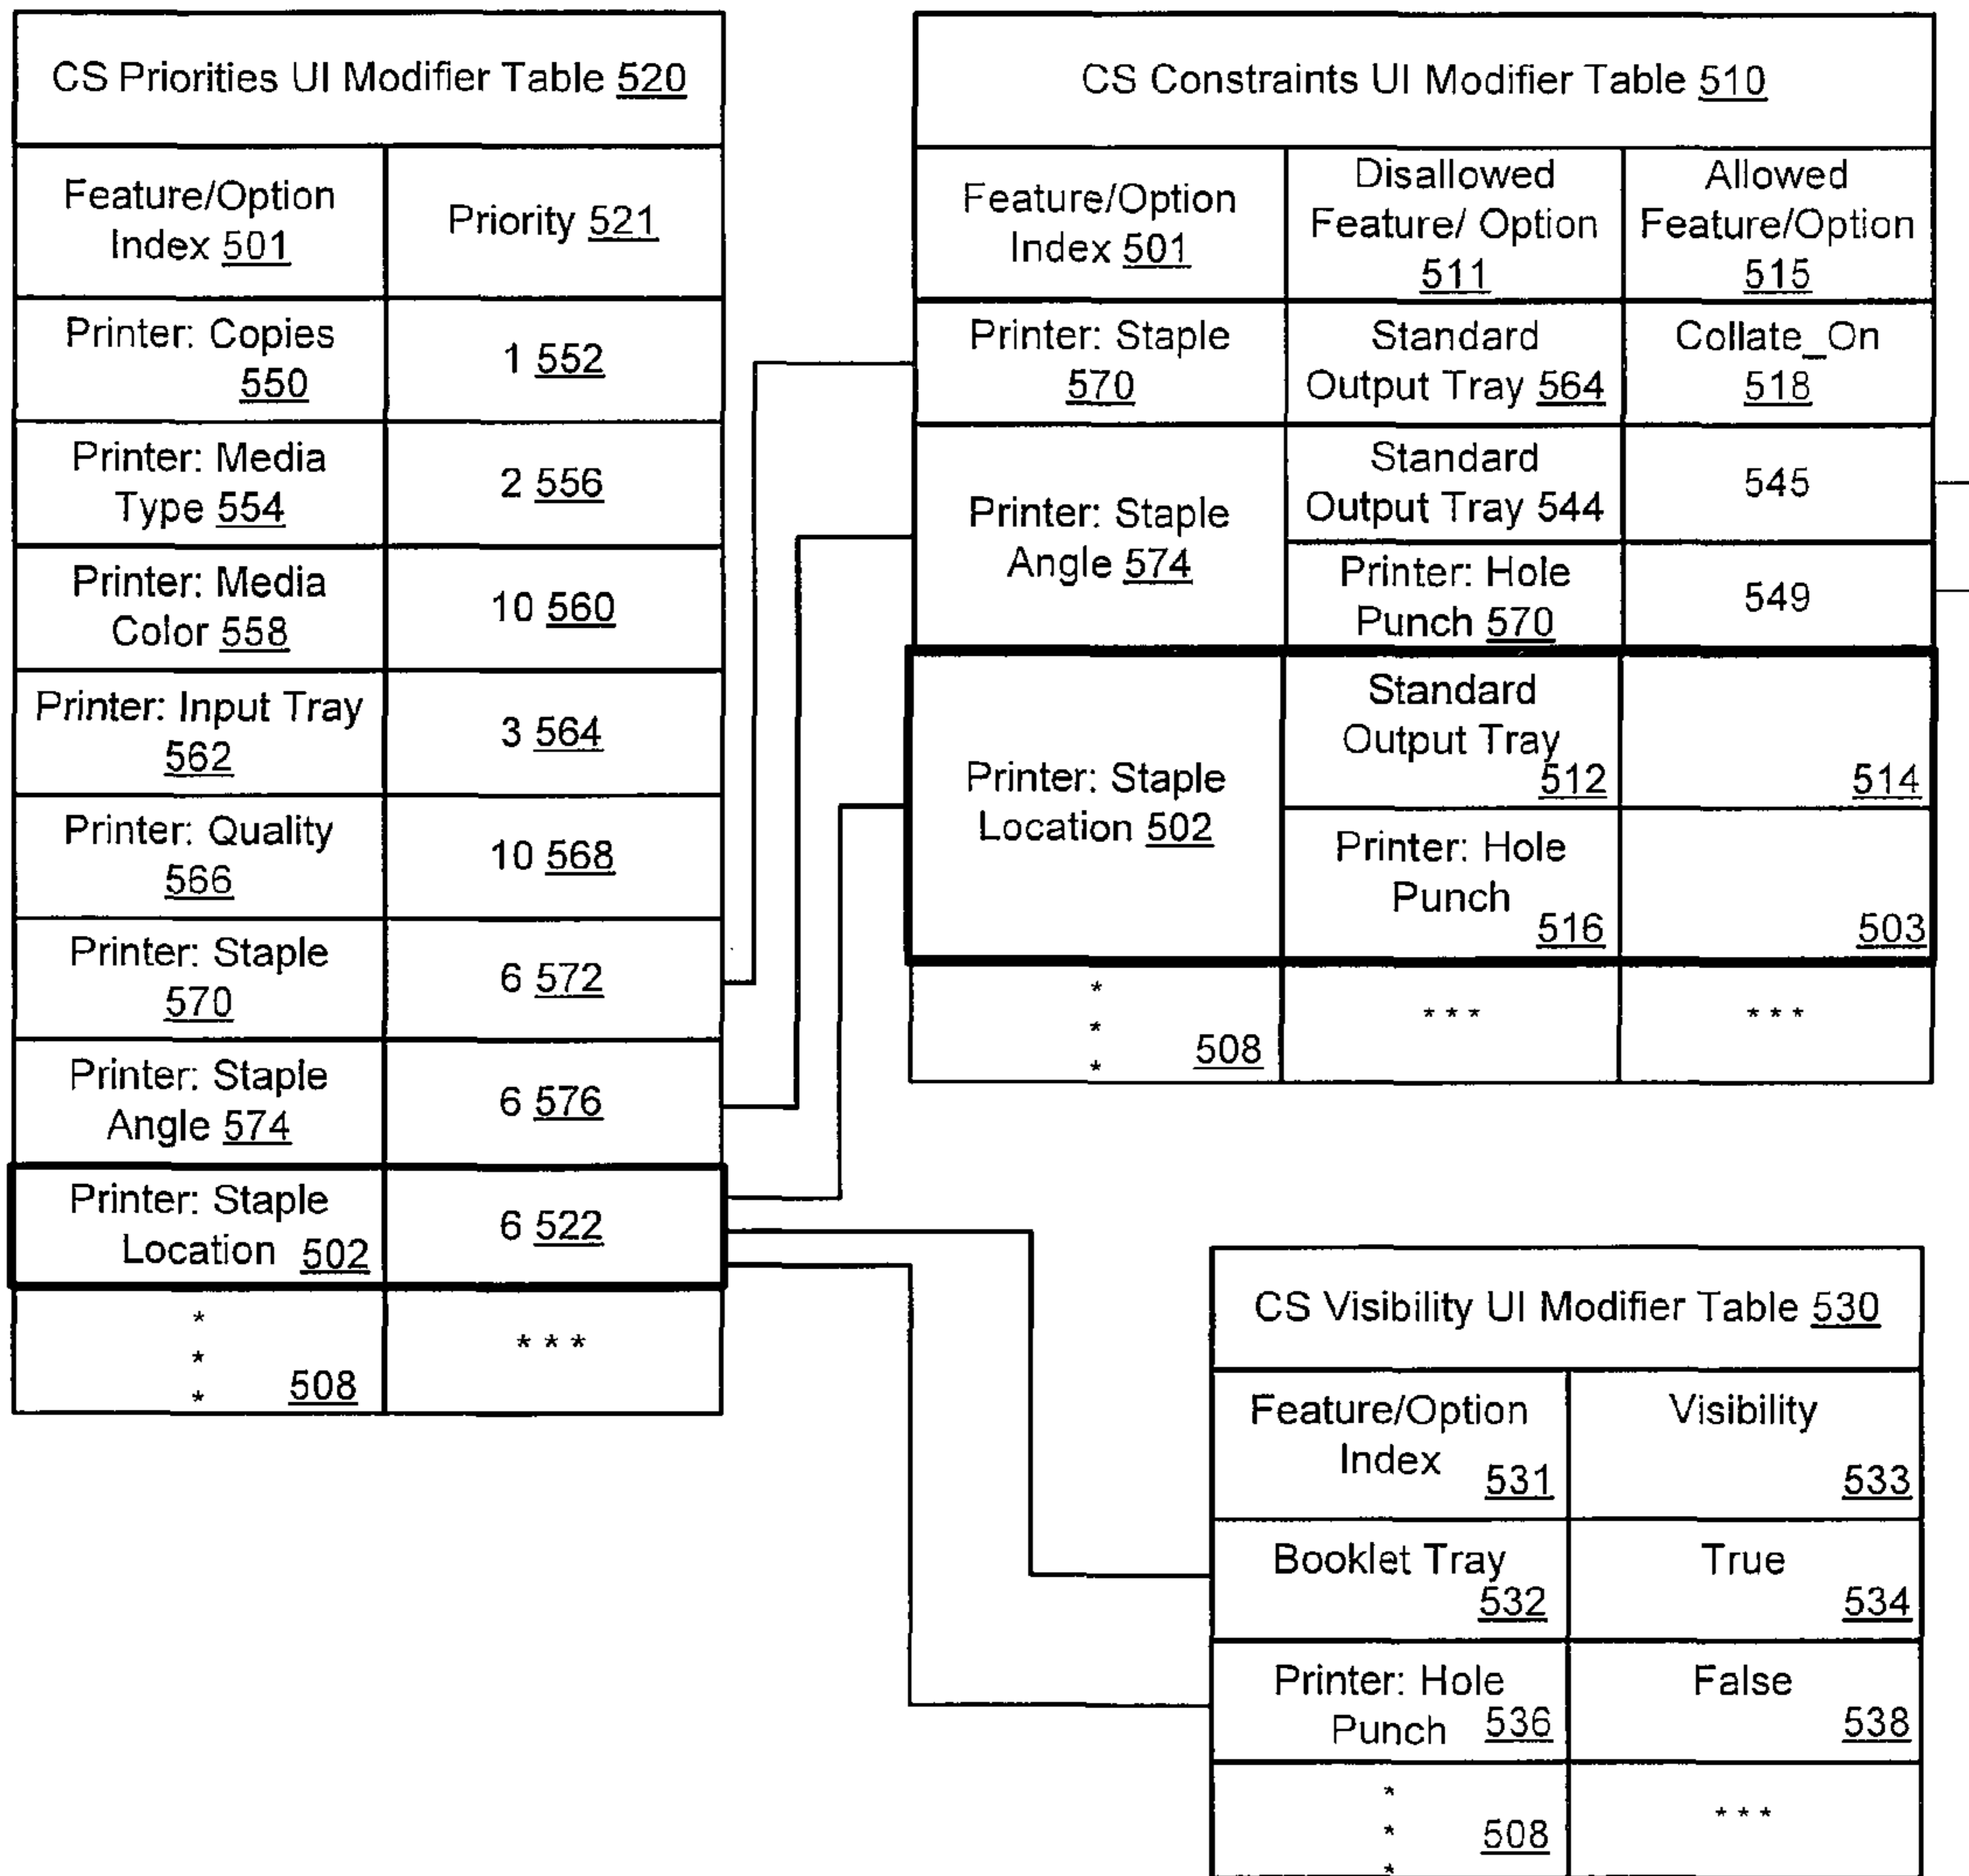 CS Priorities UI Modifier Table 520
Feature/Option
Index 501
Priority 521
Printer: Copies
550
1 552
Printer: Media
Type 554
2 556
Printer: Media
Color 558
10 560
Printer: Input Tray
562
3 564
Printer: Quality
566
10 568
Printer: Staple
570
6 572
Printer: Staple
Angle 574
6 576
Printer: Staple
Location 502
6 522
*
*
* 508
* * *
CS Constraints UI Modifier Table 510
Feature/Option
Index 501
Disallowed
Feature/ Option
511
Allowed
Feature/Option
515
Printer: Staple
570
Standard
Output Tray 564
Collate_On
518
Printer: Staple
Angle 574
Standard
Output Tray 544
545
Printer: Hole
Punch 570
549
Printer: Staple
Location 502
Standard
Output Tray
512
514
Printer: Hole
Punch
516
503
*
*
* 508
* * *
* * *
CS Visibility UI Modifier Table 530
Feature/Option
Index
531
Visibility
533
Booklet Tray
532
True
534
Printer: Hole
Punch 536
False
538
*
*
* 508
* * *